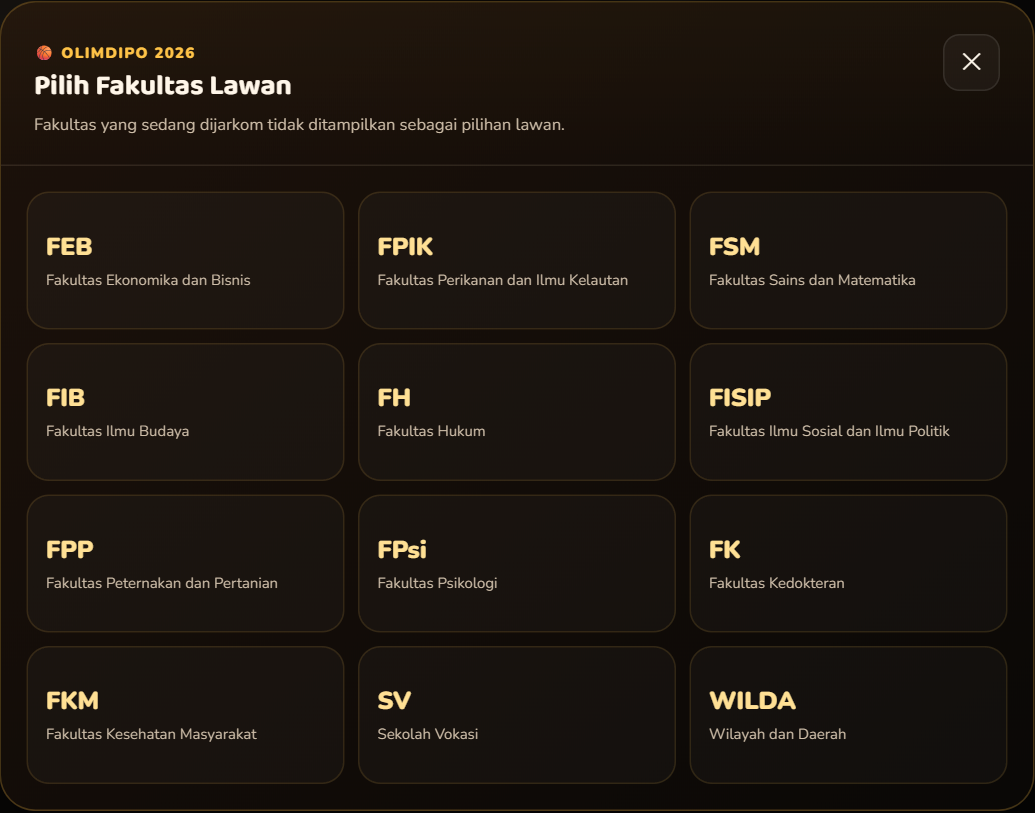 🏀 OLIMDIPO 2026
Pilih Fakultas Lawan
Fakultas yang sedang dijarkom tidak ditampilkan sebagai pilihan lawan.
FEB
Fakultas Ekonomika dan Bisnis
FPIK
Fakultas Perikanan dan Ilmu Kelautan
FSM
Fakultas Sains dan Matematika
FIB
Fakultas Ilmu Budaya
FH
Fakultas Hukum
FISIP
Fakultas Ilmu Sosial dan Ilmu Politik
FPP
Fakultas Peternakan dan Pertanian
FPsi
Fakultas Psikologi
FK
Fakultas Kedokteran
FKM
Fakultas Kesehatan Masyarakat
SV
Sekolah Vokasi
WILDA
Wilayah dan Daerah